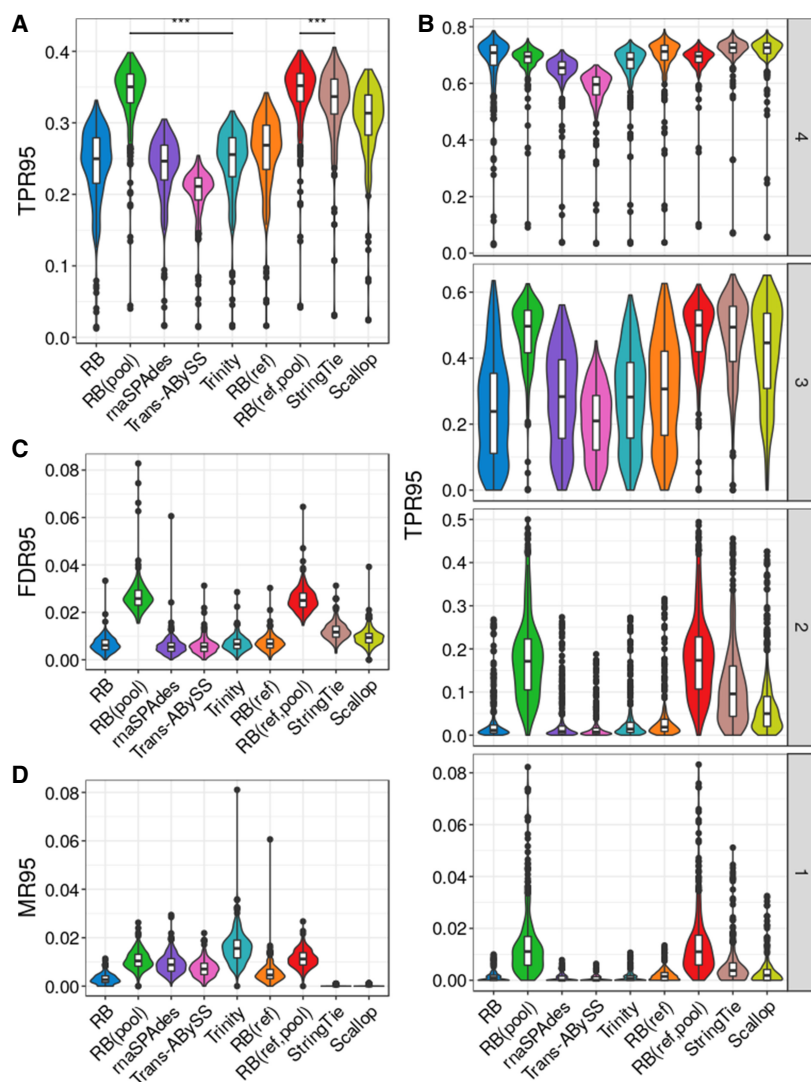 A
***
***
TPR95
0.4
0.3
0.2
0.1
0.0
RB
RB(pool)
rnaSPAdes
Trans-ABySS
Trinity
RB(ref)
RB(ref,pool)
StringTie
Scallop
B
TPR95
0.8
0.6
0.4
0.2
0.0
4
0.6
0.4
0.2
0.0
3
0.5
0.4
0.3
0.2
0.1
0.0
2
0.08
0.06
0.04
0.02
0.00
1
RB
RB(pool)
rnaSPAdes
Trans-ABySS
Trinity
RB(ref)
RB(ref,pool)
StringTie
Scallop
C
FDR95
0.08
0.06
0.04
0.02
0.00
RB
RB(pool)
rnaSPAdes
Trans-ABySS
Trinity
RB(ref)
RB(ref,pool)
StringTie
Scallop
D
MR95
0.08
0.06
0.04
0.02
0.00
RB
RB(pool)
rnaSPAdes
Trans-ABySS
Trinity
RB(ref)
RB(ref,pool)
StringTie
Scallop